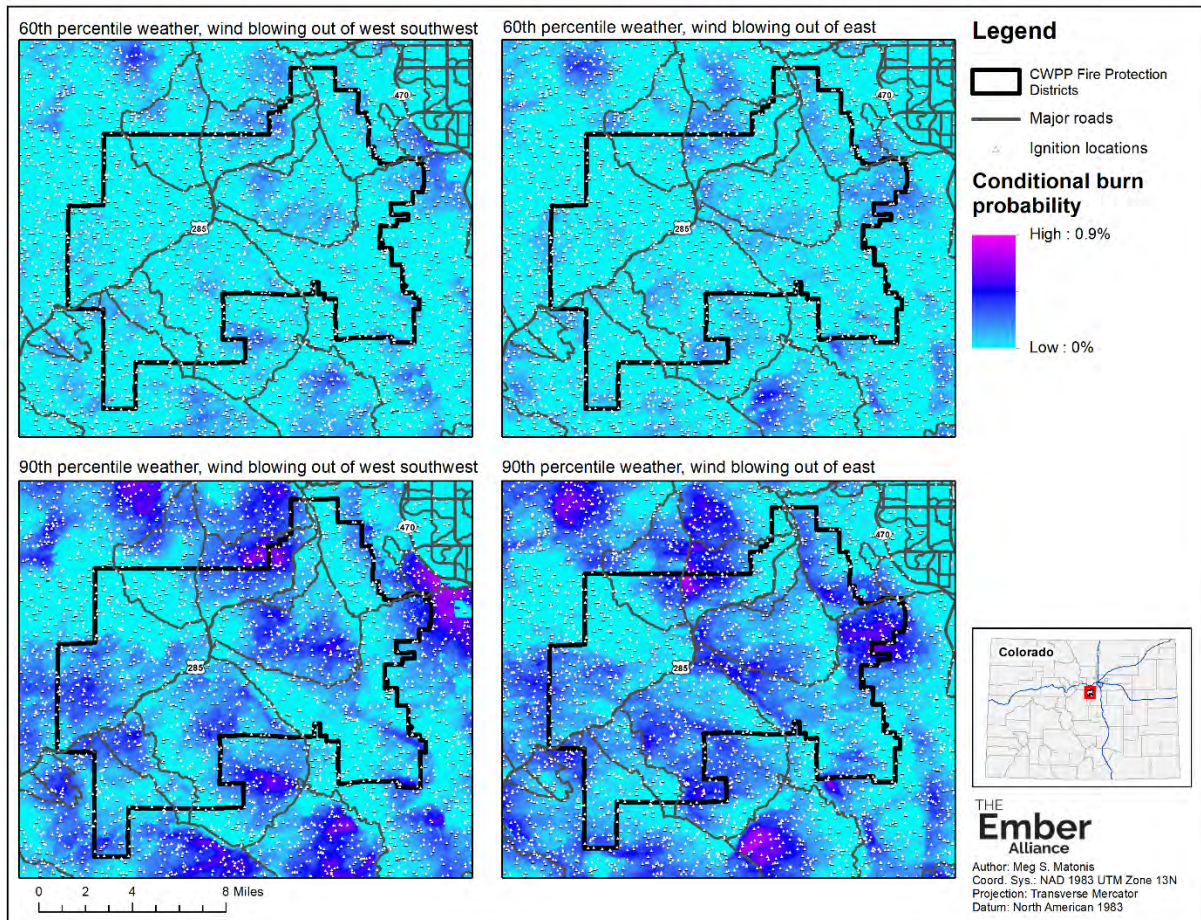 60th percentile weather, wind blowing out of west southwest
470
285
60th percentile weather, wind blowing out of east
470
285
90th percentile weather, wind blowing out of west southwest
470
285
0 2 4 8 Miles
90th percentile weather, wind blowing out of east
470
285
Legend
CWPP Fire Protection
Districts
Major roads
Ignition locations
Conditional burn
probability
High : 0.9%
Low : 0%
Colorado
THE
Ember
Alliance
Author: Meg S. Matonis
Coord. Sys.: NAD 1983 UTM Zone 13N
Projection: Transverse Mercator
Datum: North American 1983